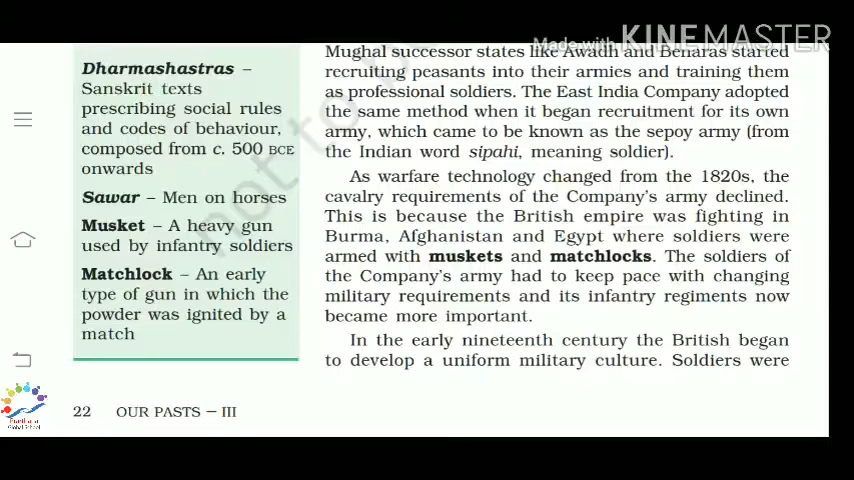 Made with KINEMASTER
Dharmashastras –
Sanskrit texts
prescribing social rules
and codes of behaviour,
composed from c. 500 BCE
onwards
Sawar – Men on horses
Musket – A heavy gun
used by infantry soldiers
Matchlock – An early
type of gun in which the
powder was ignited by a
match
Mughal successor states like Awadh and Benaras started
recruiting peasants into their armies and training them
as professional soldiers. The East India Company adopted
the same method when it began recruitment for its own
army, which came to be known as the sepoy army (from
the Indian word sipahi, meaning soldier).
As warfare technology changed from the 1820s, the
cavalry requirements of the Company's army declined.
This is because the British empire was fighting in
Burma, Afghanistan and Egypt where soldiers were
armed with muskets and matchlocks. The soldiers of
the Company's army had to keep pace with changing
military requirements and its infantry regiments now
became more important.
In the early nineteenth century the British began
to develop a uniform military culture. Soldiers were
22 OUR PASTS – III
not to b
Global School